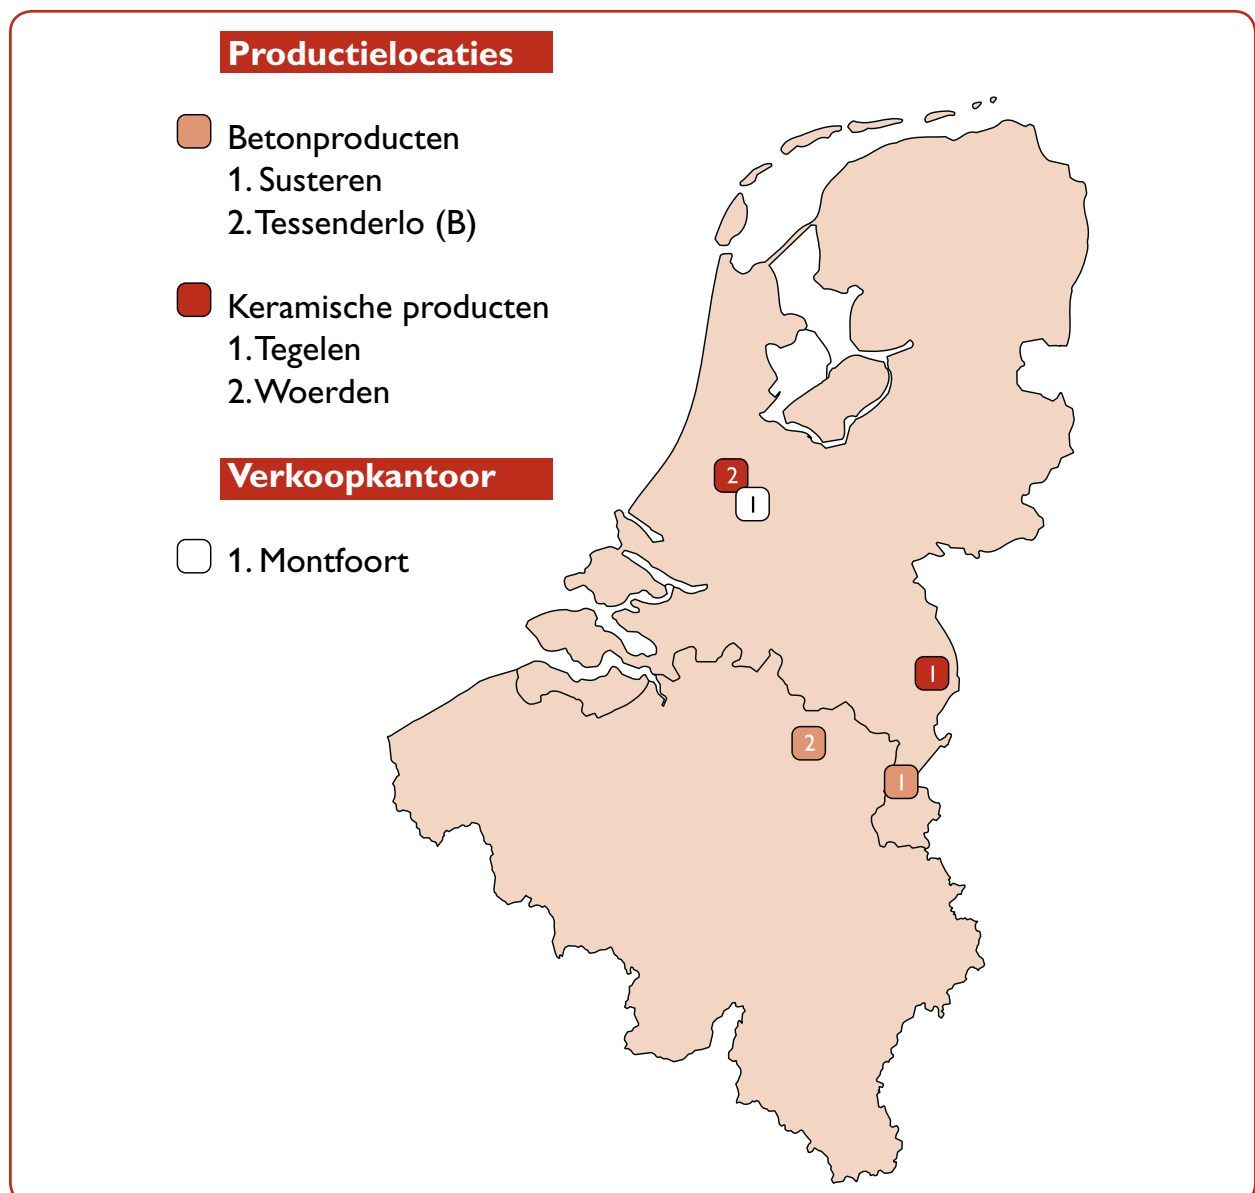 Productielocaties
Betonproducten
1. Susteren
2. Tessenderlo (B)
Keramische producten
1. Tegelen
2. Woerden
Verkoopkantoor
1. Montfoort
2
1
1
2
1